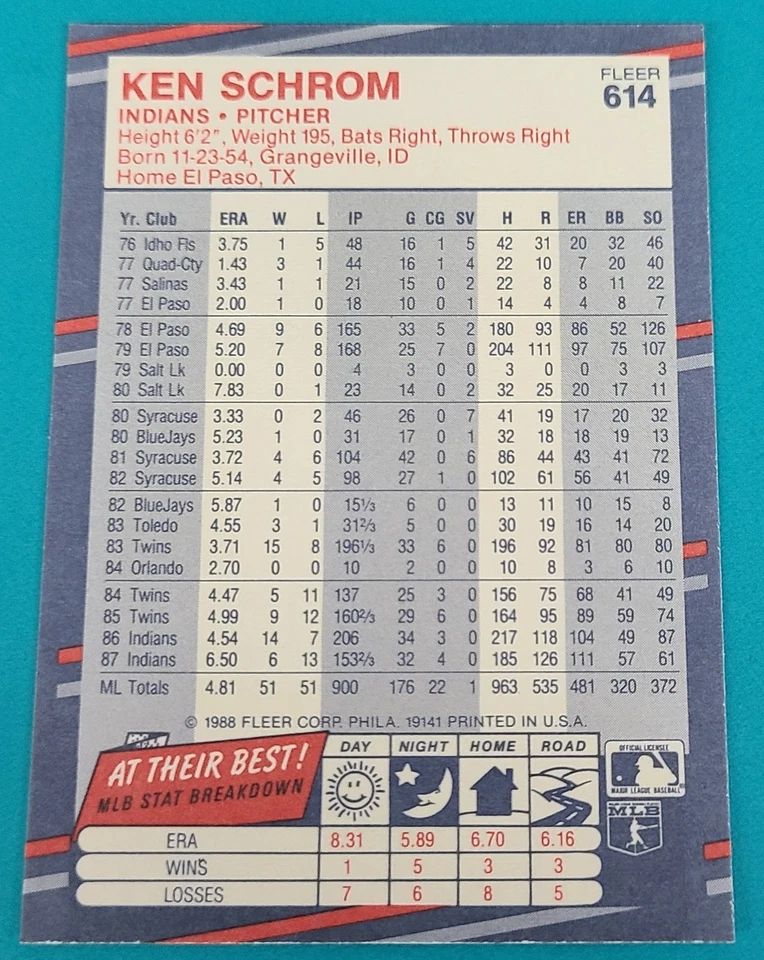 KEN SCHROM
FLEER
614
INDIANS • PITCHER
Height 6'2", Weight 195, Bats Right, Throws Right
Born 11-23-54, Grangeville, ID
Home El Paso, TX
Yr. Club ERA W L IP G CG SV H R ER BB SO
76 Idho Fls 3.75 1 5 48 16 1 5 42 31 20 32 46
77 Quad-Cty 1.43 3 1 44 16 1 4 22 10 7 20 40
77 Salinas 3.43 1 1 21 15 0 2 22 8 8 11 22
77 El Paso 2.00 1 0 18 10 0 1 14 4 4 8 7
78 El Paso 4.69 9 6 165 33 5 2 180 93 86 52 126
79 El Paso 5.20 7 8 168 25 7 0 204 111 97 75 107
79 Salt Lk 0.00 0 0 4 3 0 0 3 0 0 3 3
80 Salt Lk 7.83 0 1 23 14 0 2 32 25 20 17 11
80 Syracuse 3.33 0 2 46 26 0 7 41 19 17 20 32
80 BlueJays 5.23 1 0 31 17 0 1 32 18 18 19 13
81 Syracuse 3.72 4 6 104 42 0 6 86 44 43 41 72
82 Syracuse 5.14 4 5 98 27 1 0 102 61 56 41 49
82 BlueJays 5.87 1 0 15⅓ 6 0 0 13 11 10 15 8
83 Toledo 4.55 3 1 31⅔ 5 0 0 30 19 16 14 20
83 Twins 3.71 15 8 196⅓ 33 6 0 196 92 81 80 80
84 Orlando 2.70 0 0 10 2 0 0 10 8 3 6 10
84 Twins 4.47 5 11 137 25 3 0 156 75 68 41 49
85 Twins 4.99 9 12 160⅔ 29 6 0 164 95 89 59 74
86 Indians 4.54 14 7 206 34 3 0 217 118 104 49 87
87 Indians 6.50 6 13 153⅔ 32 4 0 185 126 111 57 61
ML Totals 4.81 51 51 900 176 22 1 963 535 481 320 372
© 1988 FLEER CORP. PHILA. 19141 PRINTED IN U.S.A.
AT THEIR BEST!
MLB STAT BREAKDOWN
DAY NIGHT HOME ROAD
ERA 8.31 5.89 6.70 6.16
WINS 1 5 3 3
LOSSES 7 6 8 5
OFFICIAL LICENSEE
MAJOR LEAGUE BASEBALL
MLB